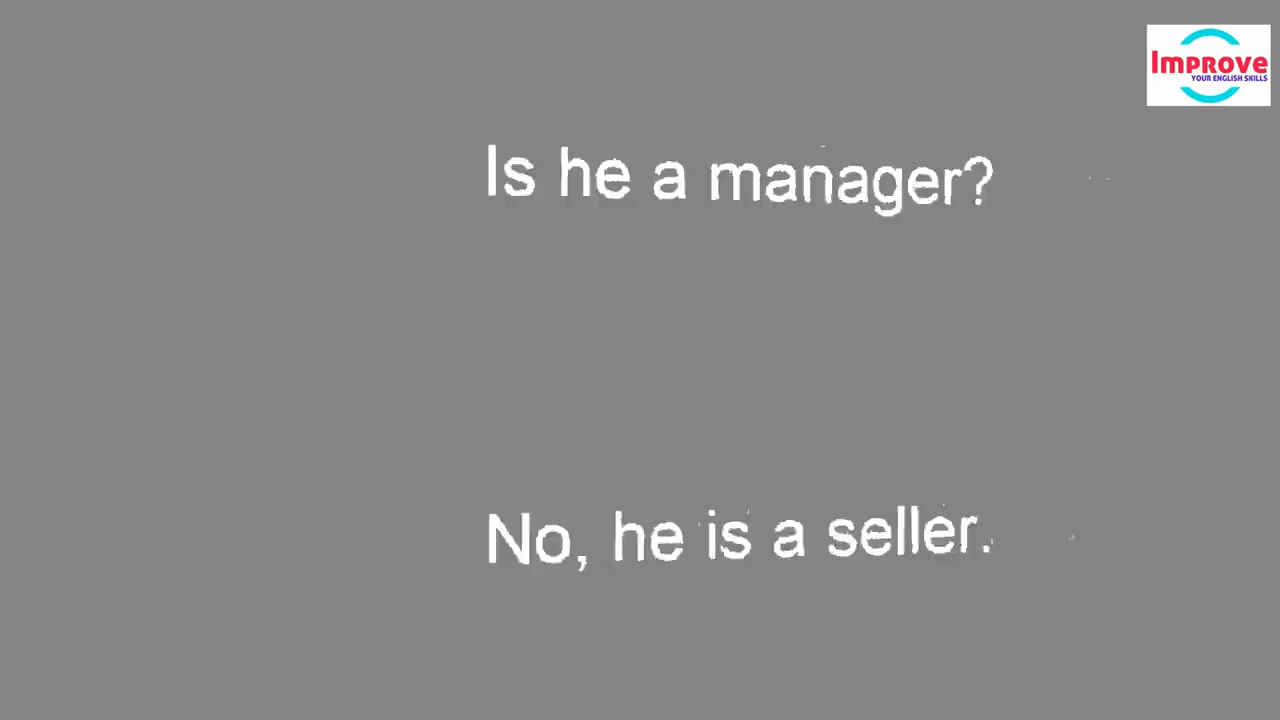 Improve
YOUR ENGLISH SKILLS
Is he a manager?
No, he is a seller.